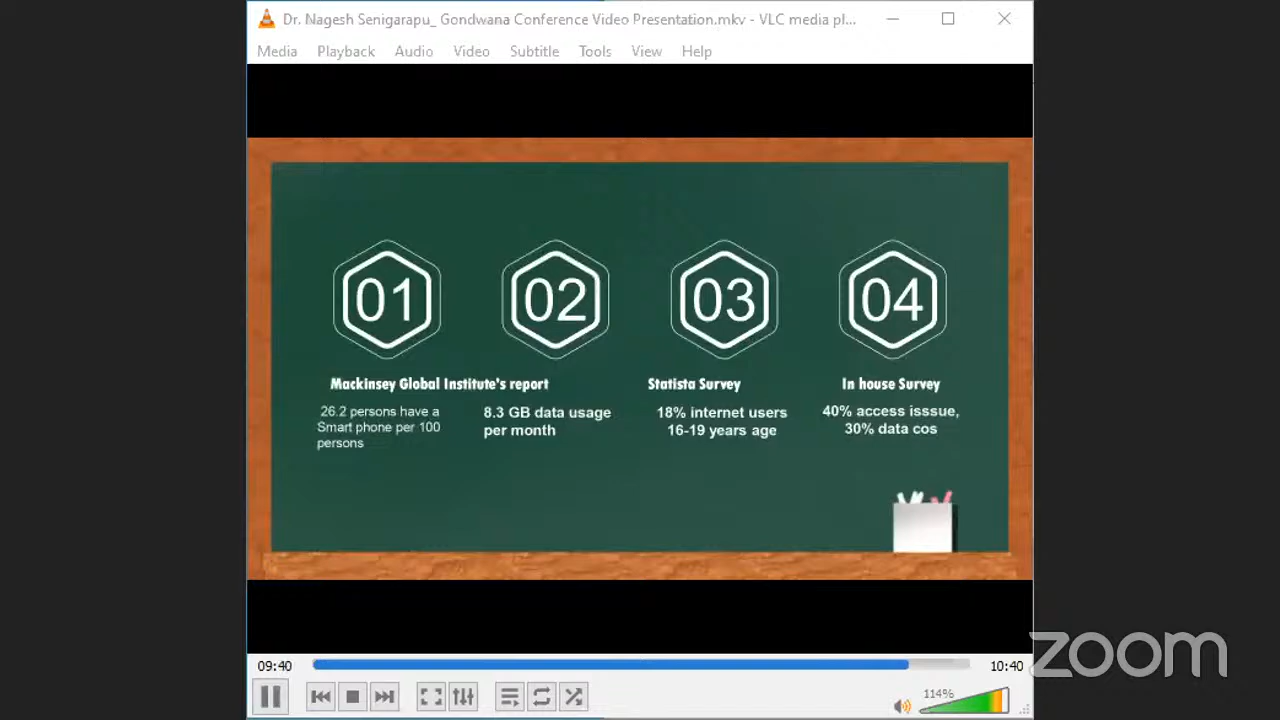 Dr. Nagesh Senigarapu_ Gondwana Conference Video Presentation.mkv - VLC media pl...
Media Playback Audio Video Subtitle Tools View Help
01 02 03 04
Mackinsey Global Institute's report
26.2 persons have a
Smart phone per 100
persons
8.3 GB data usage
per month
Statista Survey
18% internet users
16-19 years age
In house Survey
40% access isssue,
30% data cos
09:40
10:40
114%
zoom